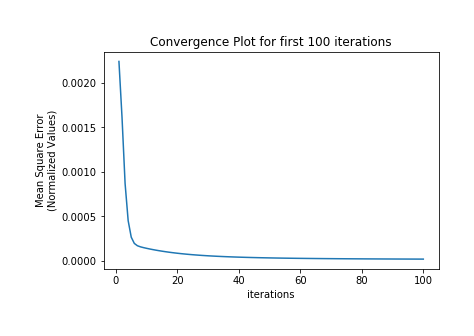 Convergence Plot for first 100 iterations
Mean Square Error
(Normalized Values)
0.0020
0.0015
0.0010
0.0005
0.0000
0 20 40 60 80 100
iterations